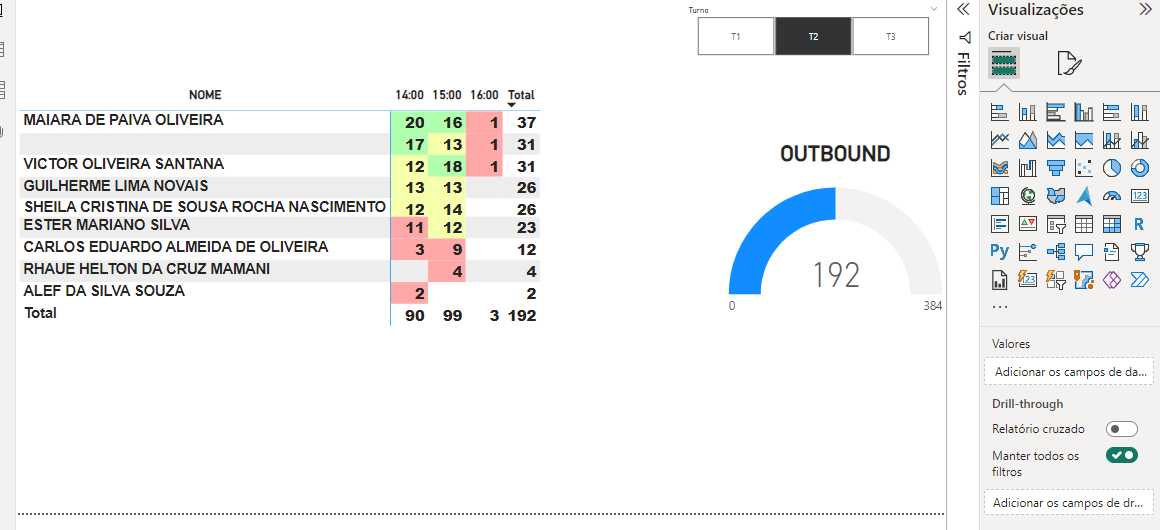 Turno
T1 T2 T3
NOME 14:00 15:00 16:00 Total
MAIARA DE PAIVA OLIVEIRA 20 16 1 37
17 13 1 31
VICTOR OLIVEIRA SANTANA 12 18 1 31
GUILHERME LIMA NOVAIS 13 13 26
SHEILA CRISTINA DE SOUSA ROCHA NASCIMENTO 12 14 26
ESTER MARIANO SILVA 11 12 23
CARLOS EDUARDO ALMEIDA DE OLIVEIRA 3 9 12
RHAUE HELTON DA CRUZ MAMANI 4 4
ALEF DA SILVA SOUZA 2 2
Total 90 99 3 192
OUTBOUND
192
0 384
Filtros
Visualizações
Criar visual
123
R
Py
123
...
Valores
Adicionar os campos de da...
Drill-through
Relatório cruzado
Manter todos os
filtros
Adicionar os campos de dr...